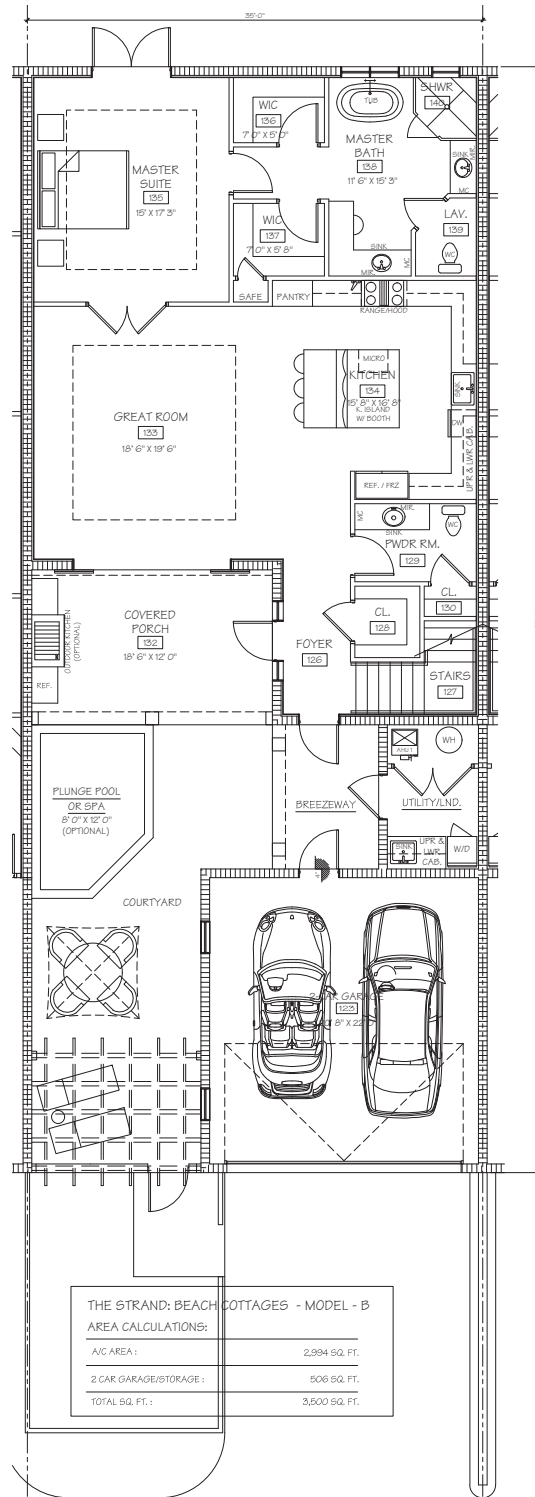 35'-0"
WIC
136
7' 0" X 5' 0"
TUB
SHWR
140
MASTER
BATH
138
11' 6" X 15' 3"
SINK
MIR.
MC
MASTER
SUITE
135
15' X 17' 3"
WIC
137
7' 0" X 5' 8"
LAV.
139
WC
SINK
MIR.
MC
SAFE
PANTRY
RANGE/HOOD
MICRO
KITCHEN
134
15' 8" X 16' 8"
K. ISLAND
W/ BOOTH
SINK
DW
UPR & LWR CAB.
GREAT ROOM
133
18' 6" X 19' 6"
REF. / FRZ
MC
MIR.
SINK
WC
PWDR RM.
129
CL.
130
CL.
128
COVERED
PORCH
132
18' 6" X 12' 0"
OUTDOOR KITCHEN
(OPTIONAL)
REF.
FOYER
126
STAIRS
127
AHU1
WH
PLUNGE POOL
OR SPA
8' 0" X 12' 0"
(OPTIONAL)
BREEZEWAY
UTILITY/LND.
SINK
UPR &
LWR
CAB.
W/D
4"
COURTYARD
2 CAR GARAGE
123
THE STRAND: BEACH COTTAGES - MODEL - B
AREA CALCULATIONS:
A/C AREA : 2,994 SQ. FT.
2 CAR GARAGE/STORAGE : 506 SQ. FT.
TOTAL SQ. FT. : 3,500 SQ. FT.